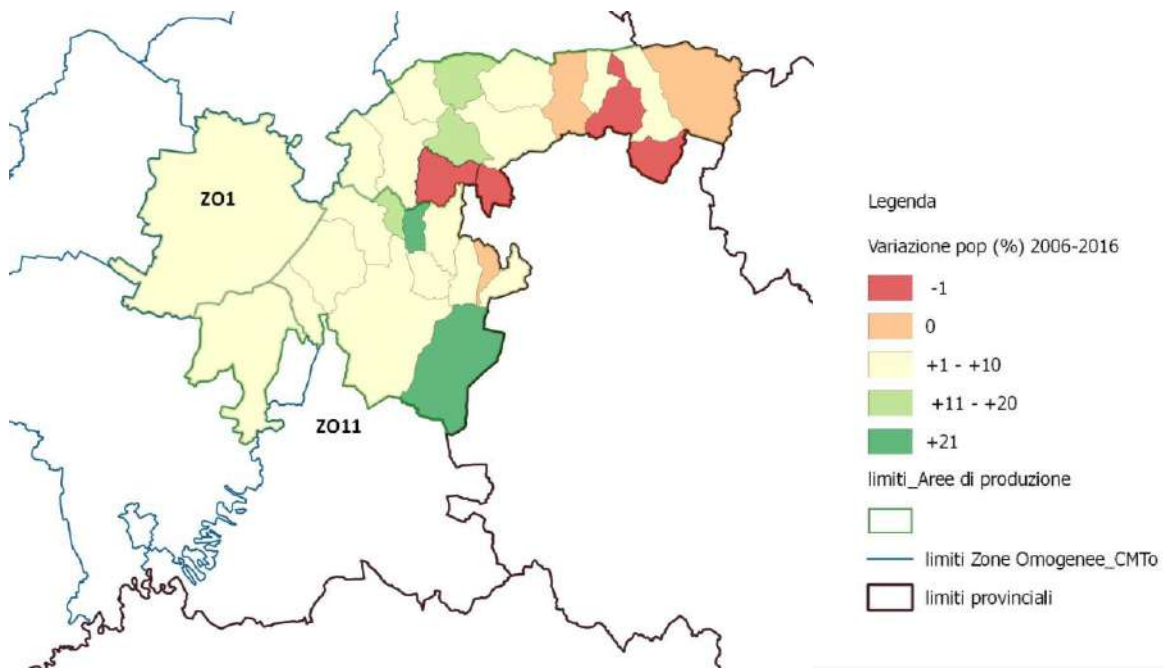 ZO1
ZO11
Legenda
Variazione pop (%) 2006-2016
-1
0
+1 - +10
+11 - +20
+21
limiti_Aree di produzione
limiti Zone Omogenee_CMTo
limiti provinciali